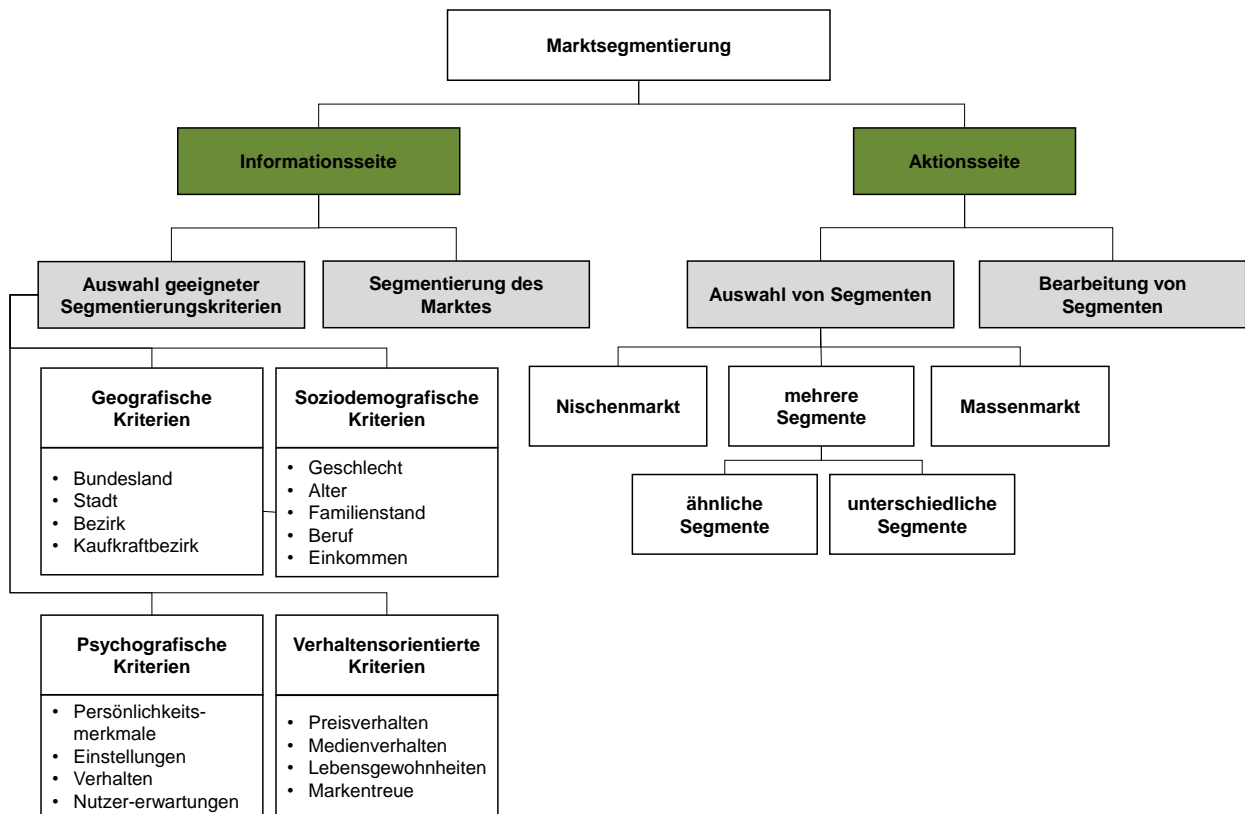 Marktsegmentierung
Informationsseite
Aktionsseite
Auswahl geeigneter
Segmentierungskriterien
Segmentierung des
Marktes
Auswahl von Segmenten
Bearbeitung von
Segmenten
Geografische
Kriterien
• Bundesland
• Stadt
• Bezirk
• Kaufkraftbezirk
Soziodemografische
Kriterien
• Geschlecht
• Alter
• Familienstand
• Beruf
• Einkommen
Nischenmarkt
mehrere
Segmente
Massenmarkt
ähnliche
Segmente
unterschiedliche
Segmente
Psychografische
Kriterien
• Persönlichkeits-
merkmale
• Einstellungen
• Verhalten
• Nutzer-erwartungen
Verhaltensorientierte
Kriterien
• Preisverhalten
• Medienverhalten
• Lebensgewohnheiten
• Markentreue